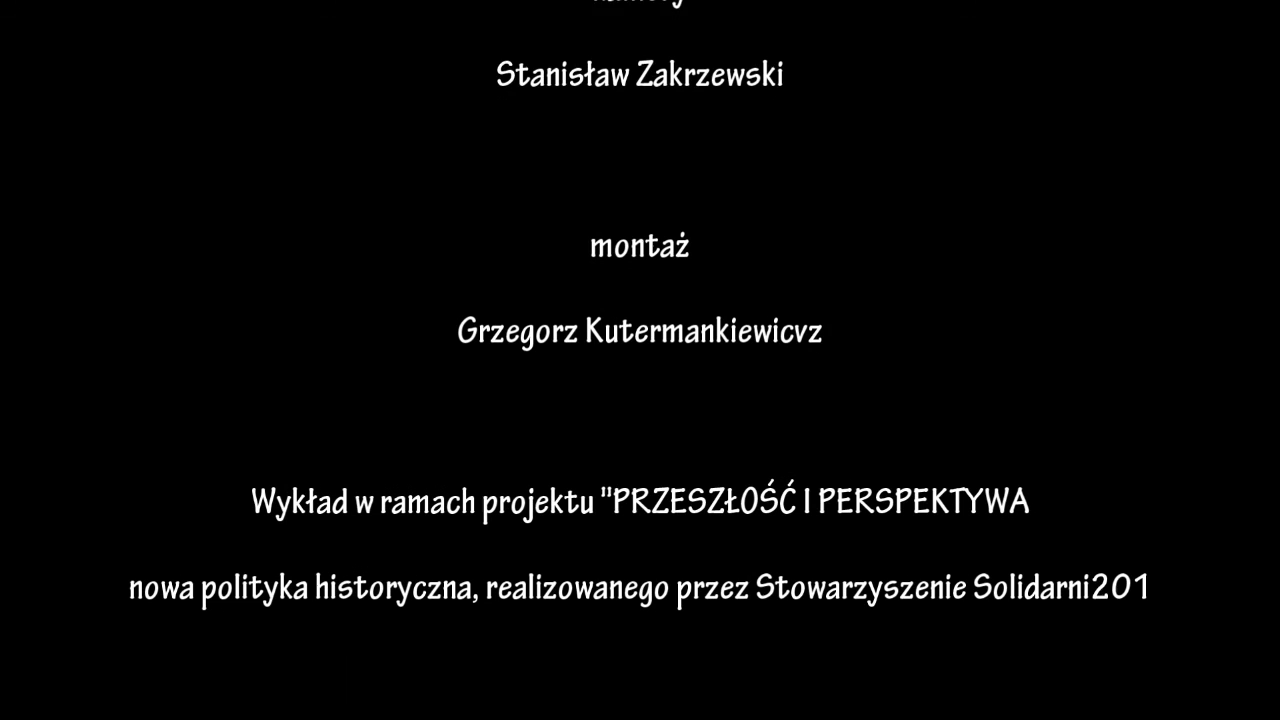 Stanisław Zakrzewski
montaż
Grzegorz Kutermankiewicvz
Wykład w ramach projektu "PRZESZŁOŚĆ I PERSPEKTYWA
nowa polityka historyczna, realizowanego przez Stowarzyszenie Solidarni201